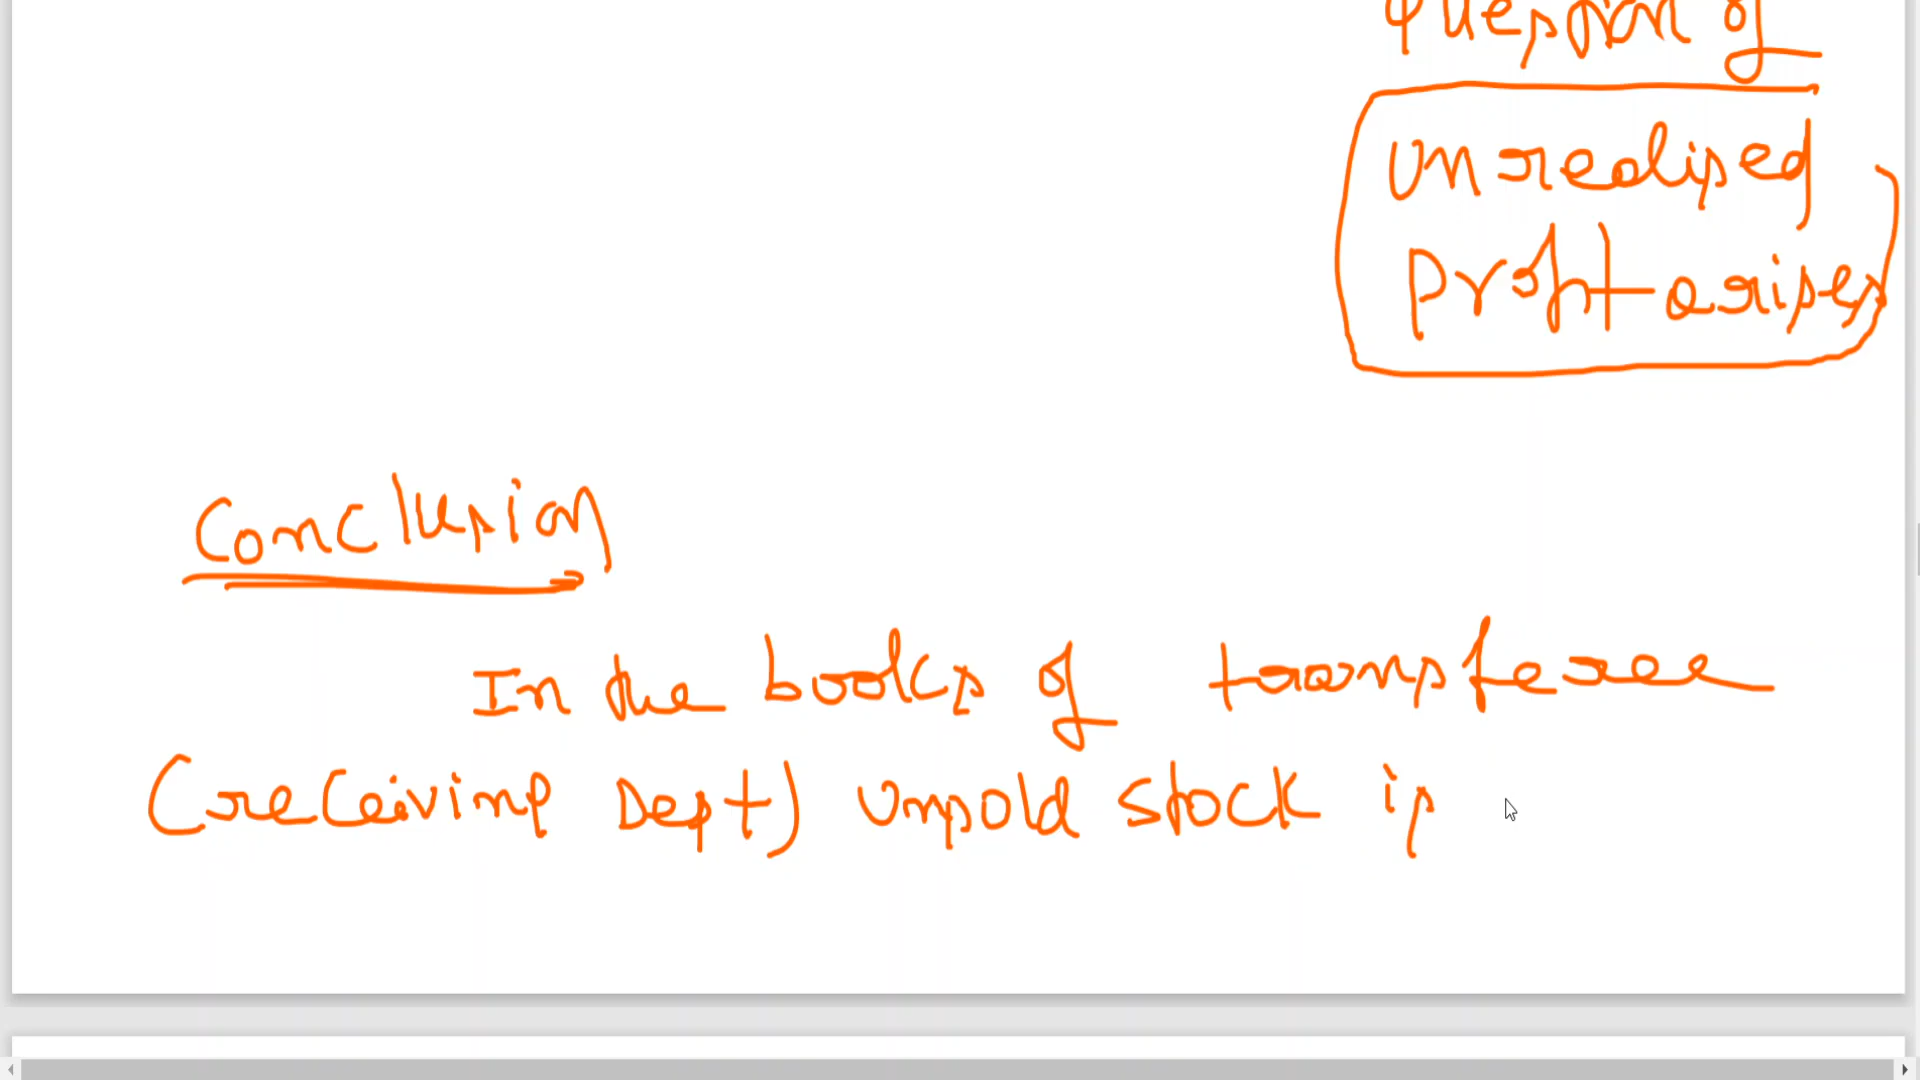 question of
unrealised
profit arises
Conclusion
In the books of transferee
(receiving Dept) unsold stock is